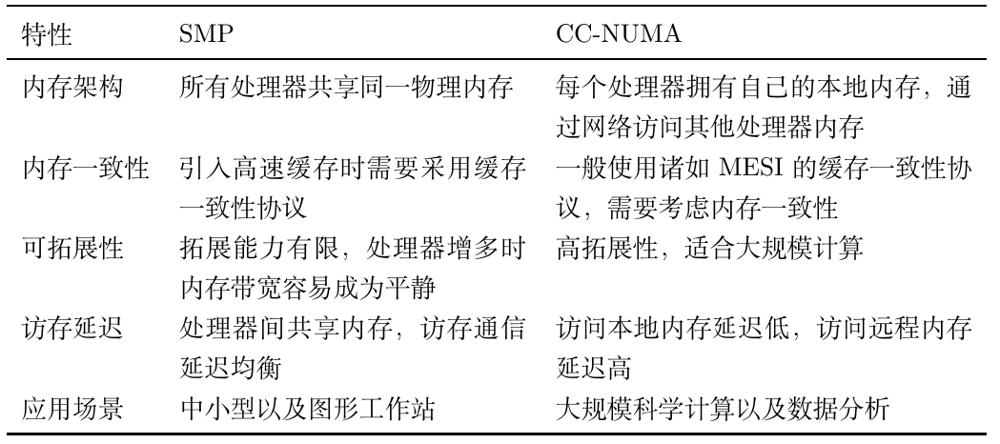 特性 SMP CC-NUMA
内存架构 所有处理器共享同一物理内存 每个处理器拥有自己的本地内存，通
过网络访问其他处理器内存
内存一致性 引入高速缓存时需要采用缓存 一般使用诸如 MESI 的缓存一致性协
一致性协议 议，需要考虑内存一致性
可拓展性 拓展能力有限，处理器增多时 高拓展性，适合大规模计算
内存带宽容易成为平静
访存延迟 处理器间共享内存，访存通信 访问本地内存延迟低，访问远程内存
延迟均衡 延迟高
应用场景 中小型以及图形工作站 大规模科学计算以及数据分析